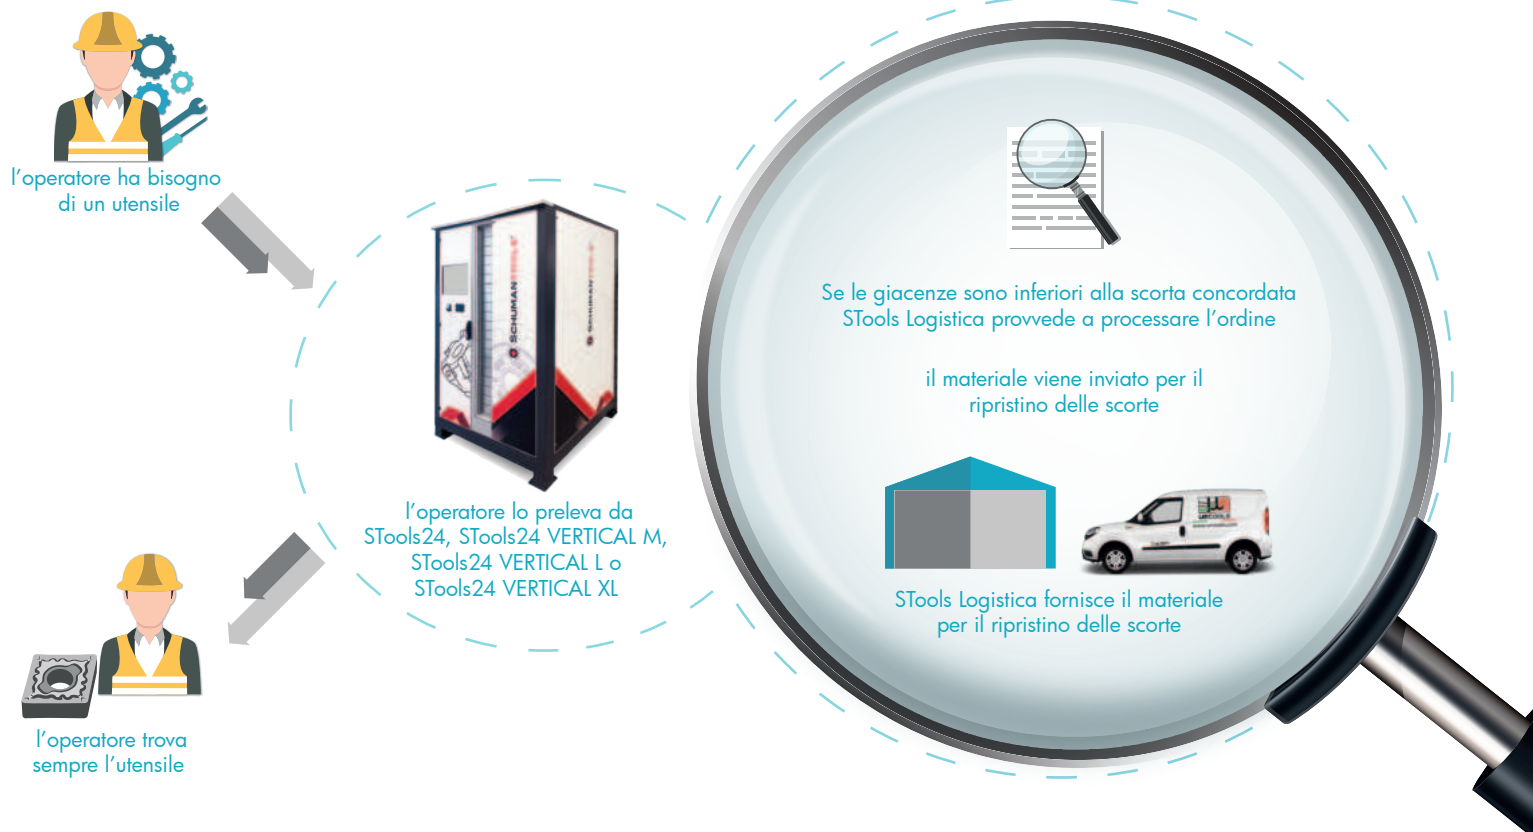 l'operatore ha bisogno
di un utensile
SCHUMANTOOLS
SCHUMANTOOLS
l'operatore lo preleva da
STools24, STools24 VERTICAL M,
STools24 VERTICAL L o
STools24 VERTICAL XL
l'operatore trova
sempre l'utensile
Se le giacenze sono inferiori alla scorta concordata
STools Logistica provvede a processare l'ordine
il materiale viene inviato per il
ripristino delle scorte
STools Logistica fornisce il materiale
per il ripristino delle scorte